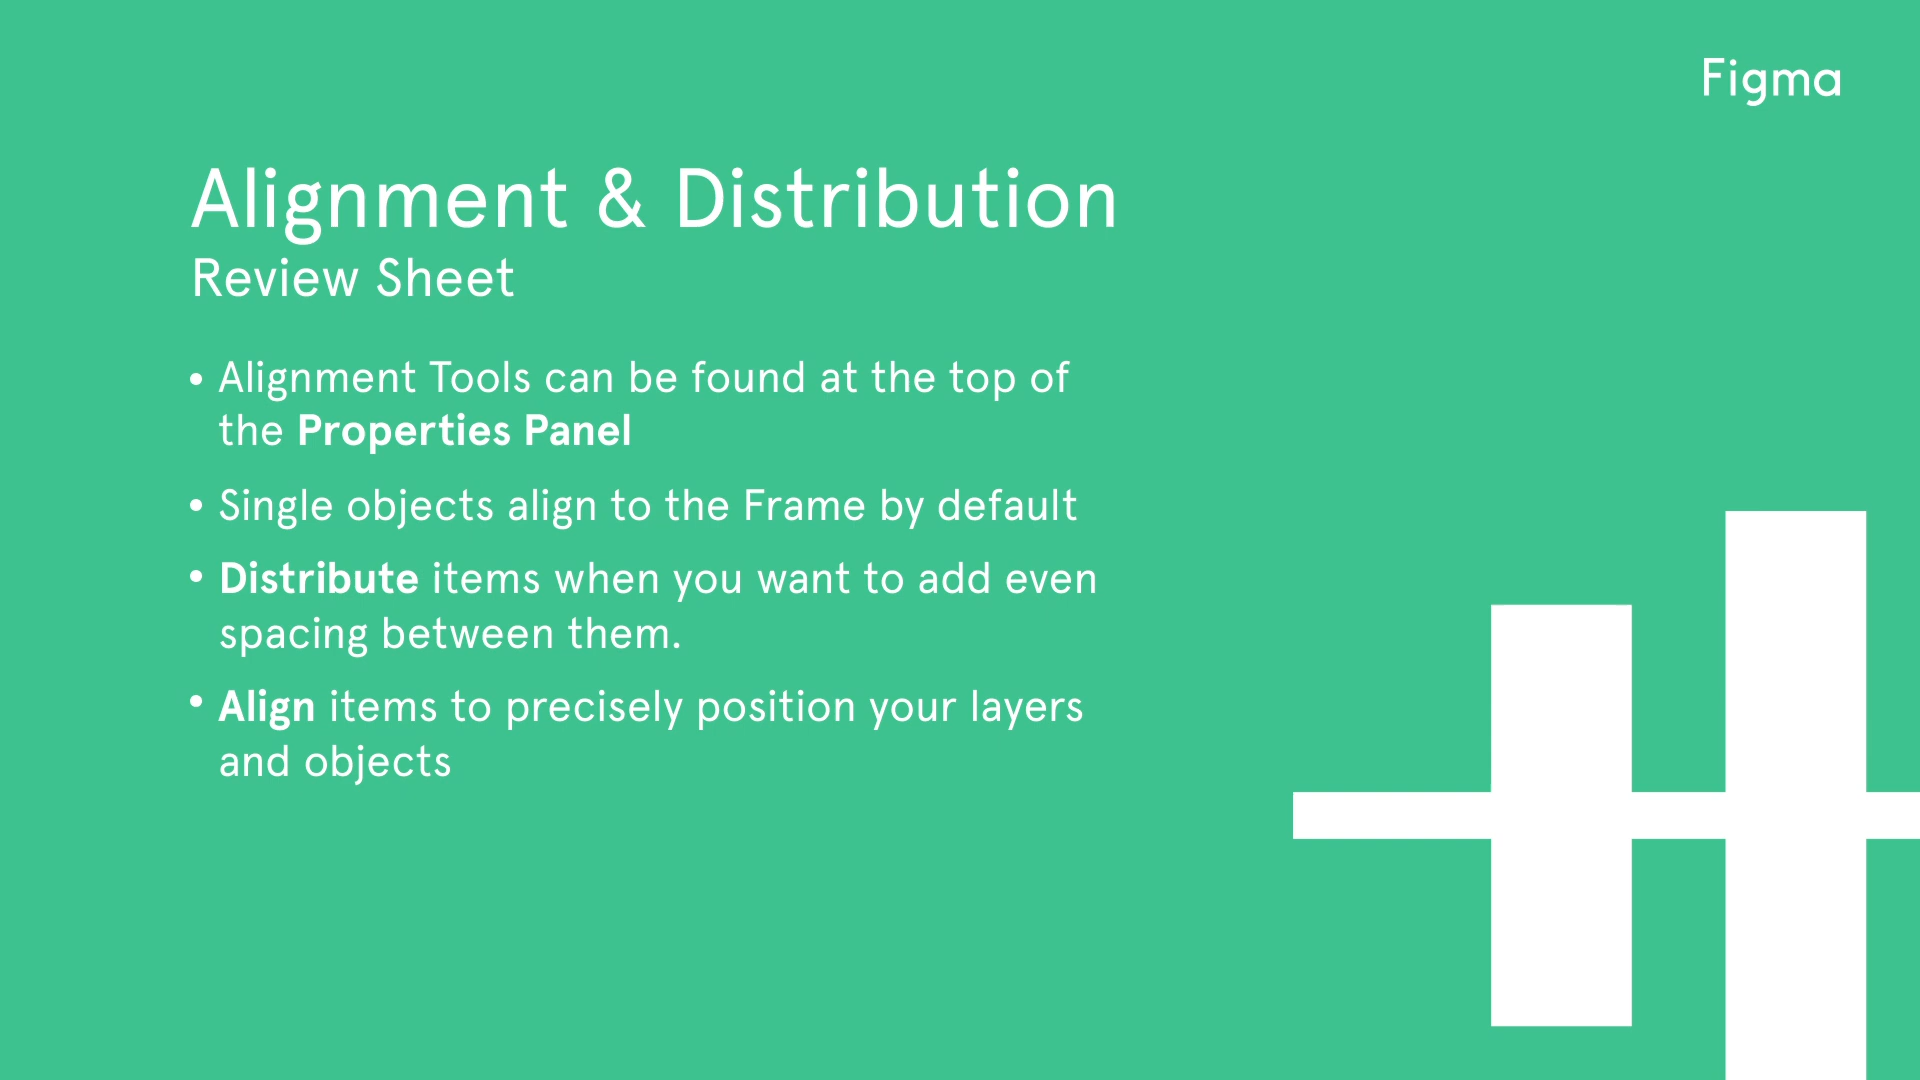 Figma
Alignment & Distribution
Review Sheet
• Alignment Tools can be found at the top of
the Properties Panel
• Single objects align to the Frame by default
• Distribute items when you want to add even
spacing between them.
• Align items to precisely position your layers
and objects